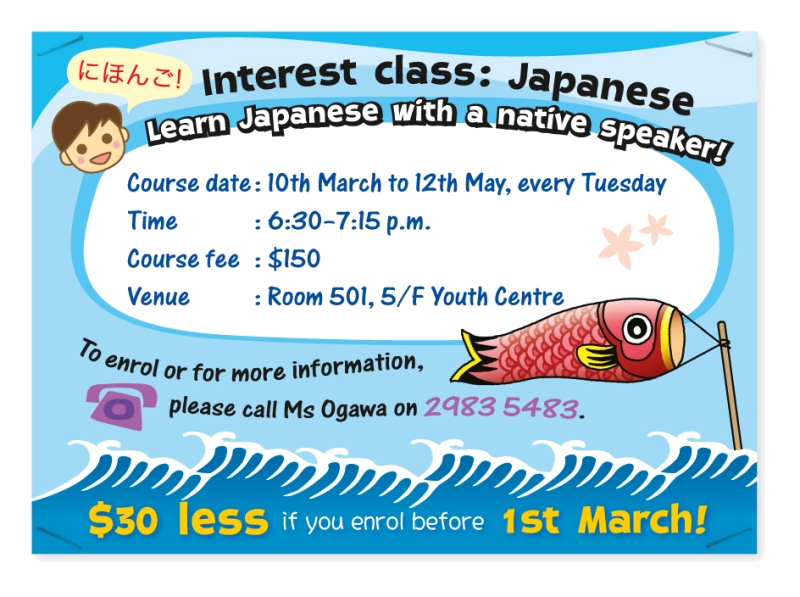 にほんご!
Interest class: Japanese
Learn Japanese with a native speaker!
Course date: 10th March to 12th May, every Tuesday
Time : 6:30-7:15 p.m.
Course fee : $150
Venue : Room 501, 5/F Youth Centre
To enrol or for more information,
please call Ms Ogawa on 2983 5483.
$30 less if you enrol before 1st March!